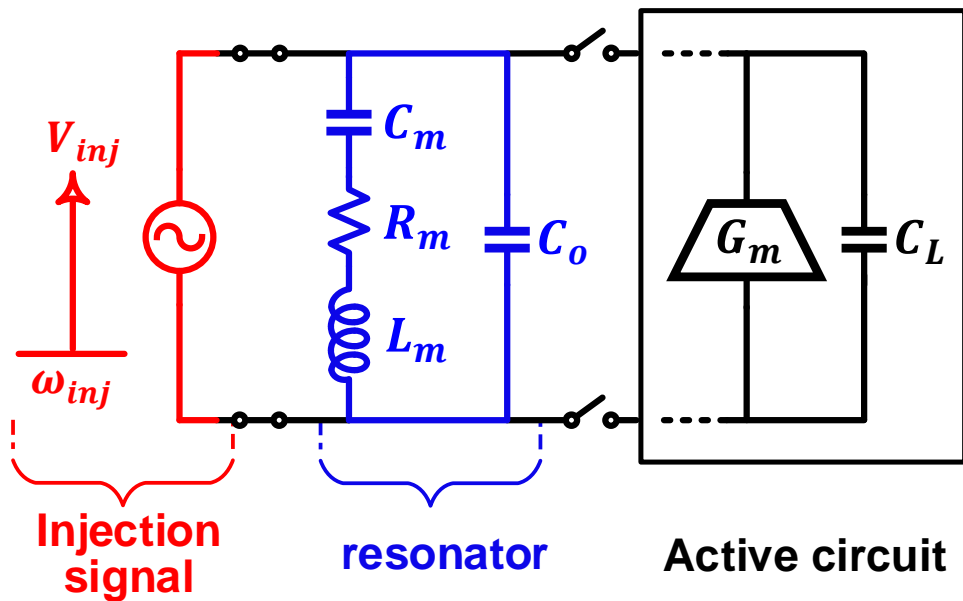 V_inj
ω_inj
C_m
R_m
L_m
C_o
G_m
C_L
Injection
signal
resonator
Active circuit